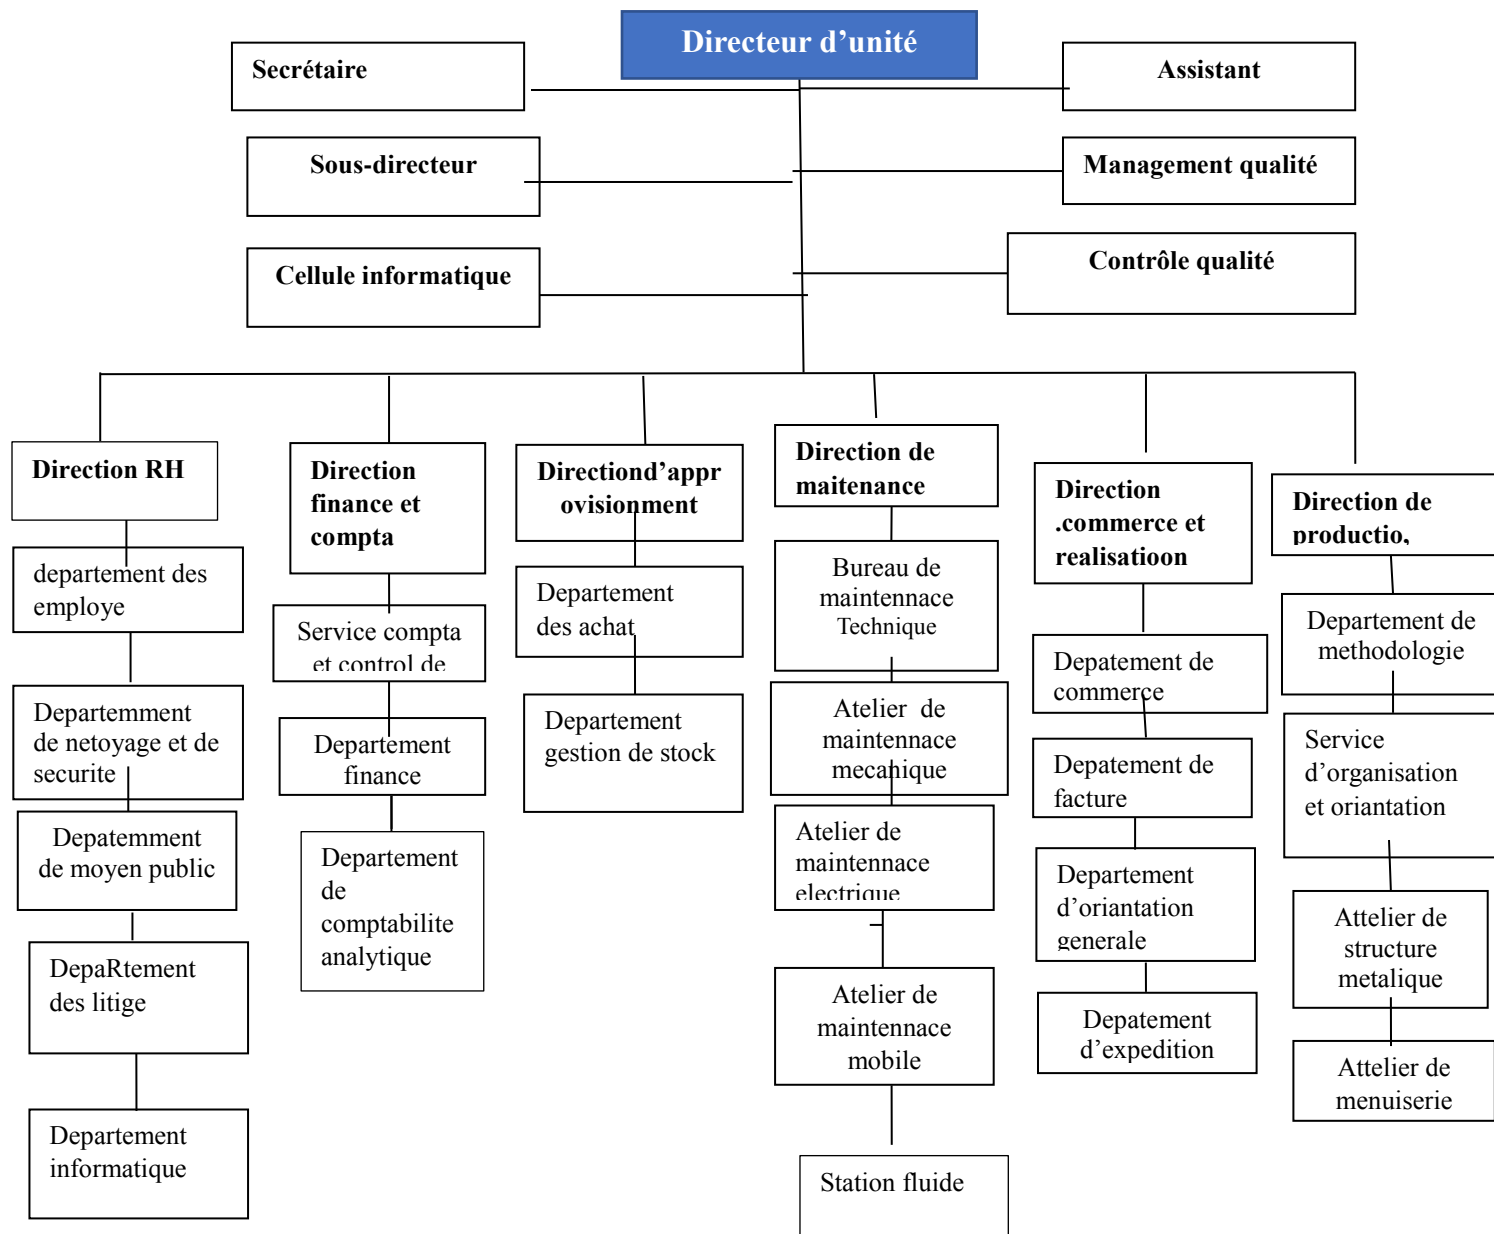 Directeur d’unité
Secrétaire
Assistant
Sous-directeur
Management qualité
Cellule informatique
Contrôle qualité
Direction RH
departement des
employe
Departemment
de netoyage et de
securite
Depatemment
de moyen public
DepaRtement
des litige
Departement
informatique
Direction
finance et
compta
Service compta
et control de
Departement
finance
Departement
de
comptabilite
analytique
Directiond’appr
ovisionment
Departement
des achat
Departement
gestion de stock
Direction de
maitenance
Bureau de
maintennace
Technique
Atelier de
maintennace
mecanique
Atelier de
maintennace
electrique
Atelier de
maintennace
mobile
Station fluide
Direction
.commerce et
realisatioon
Depatement de
commerce
Depatement de
facture
Departement
d’oriantation
generale
Depatement
d’expedition
Direction de
productio,
Departement de
methodologie
Service
d’organisation
et oriantation
Attelier de
structure
metalique
Attelier de
menuiserie